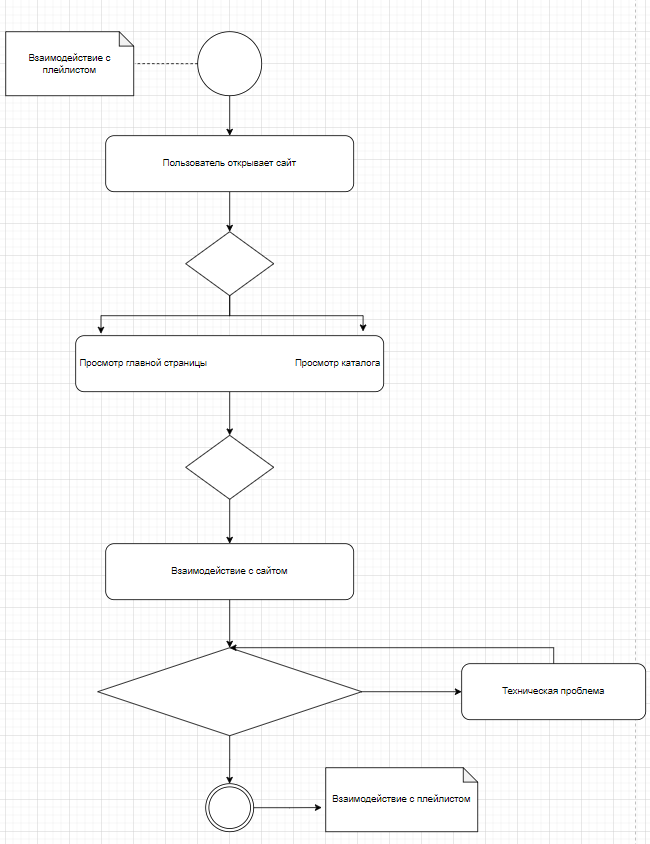 Взаимодействие с
плейлистом
Пользователь открывает сайт
Просмотр главной страницы
Просмотр каталога
Взаимодействие с сайтом
Техническая проблема
Взаимодействие с плейлистом